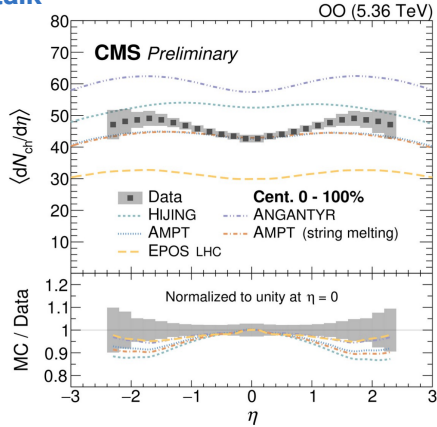 talk
OO (5.36 TeV)
CMS Preliminary
⟨dN_ch/dη⟩
80
70
60
50
40
30
20
10
Data
Cent. 0 - 100%
HIJING
ANGANTYR
AMPT
AMPT (string melting)
EPOS LHC
MC / Data
1.2
1.1
1
0.9
0.8
Normalized to unity at η = 0
−3 −2 −1 0 1 2 3
η